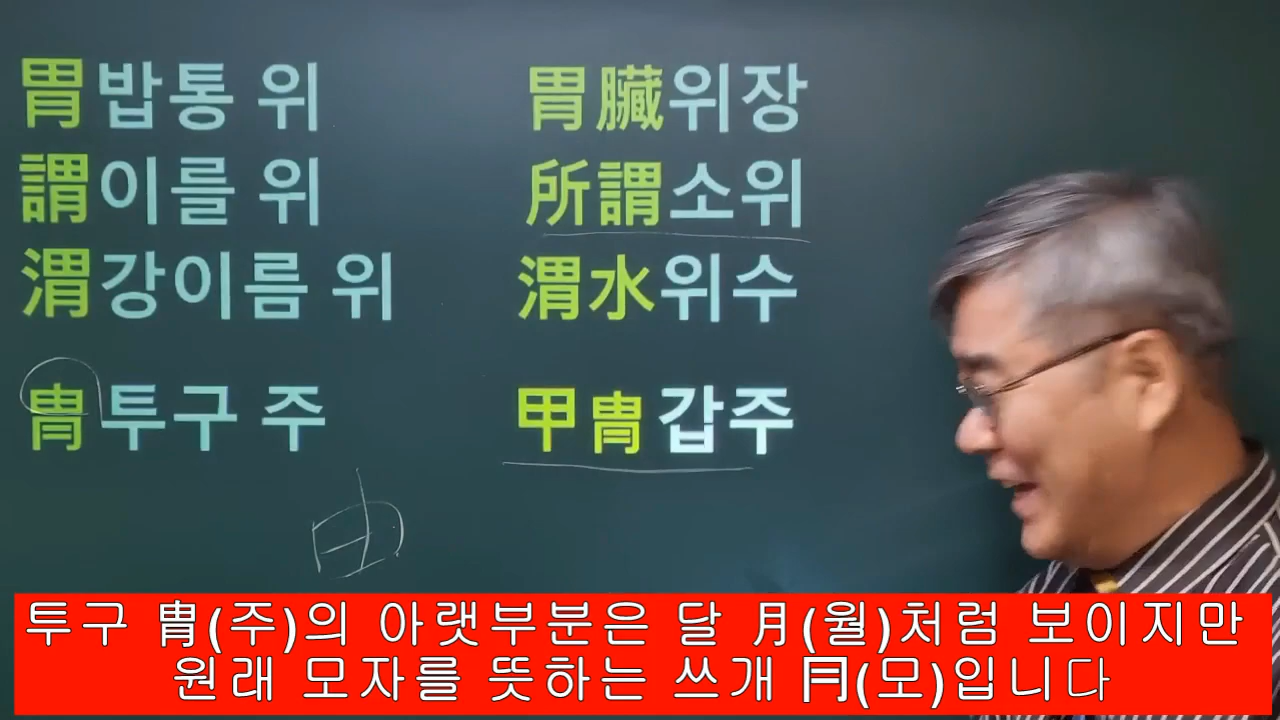 胃밥통 위
胃臟위장
謂이를 위
所謂소위
渭강이름 위
渭水위수
冑투구 주
甲冑갑주
由
투구 冑(주)의 아랫부분은 달 月(월)처럼 보이지만
원래 모자를 뜻하는 쓰개 冃(모)입니다